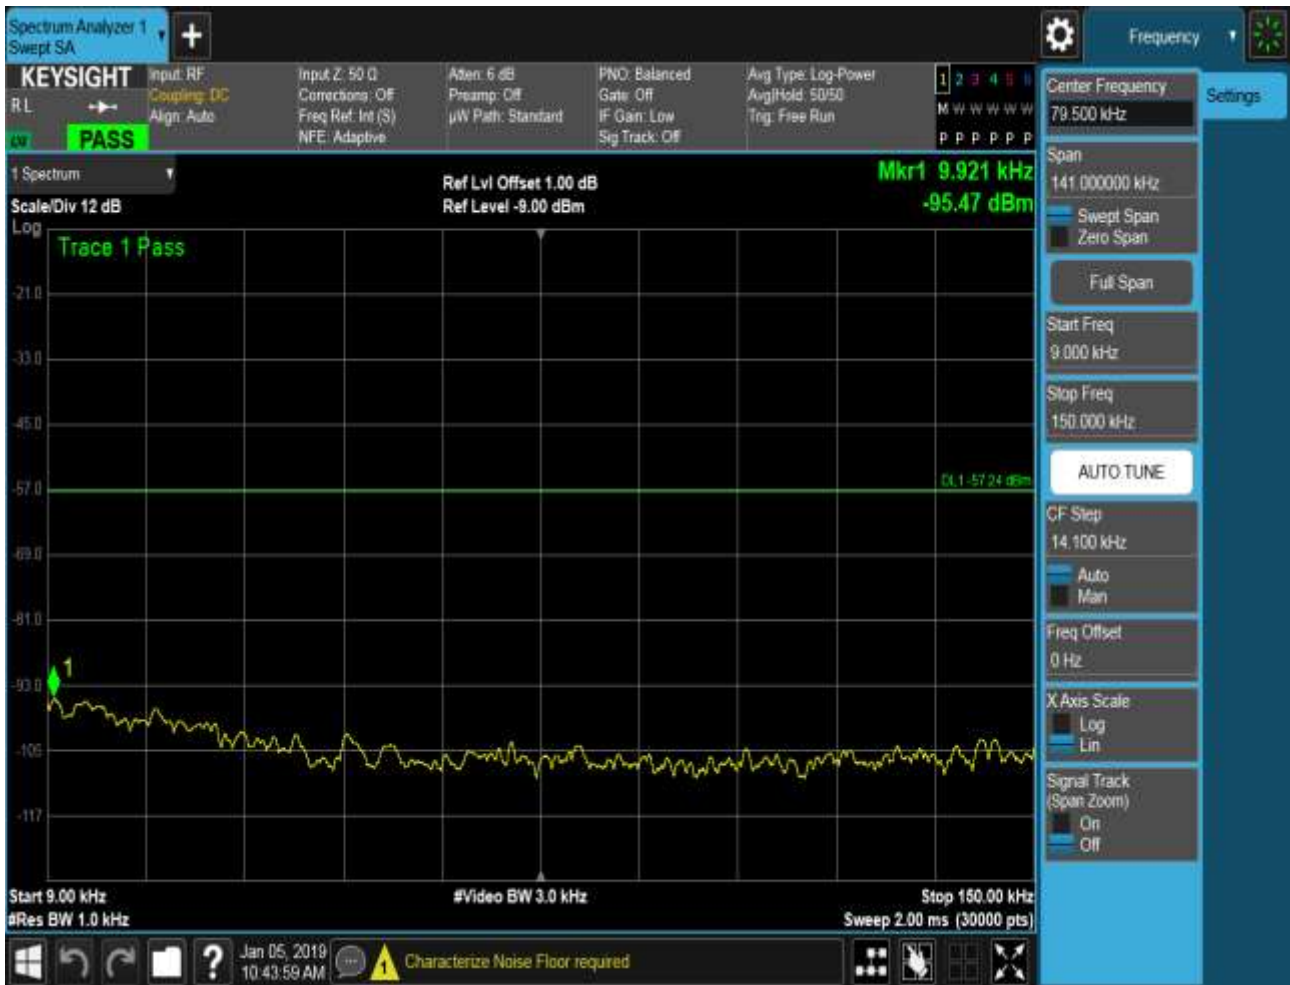 Spectrum Analyzer 1
Swept SA
+
Frequency
KEYSIGHT
R L
PASS
Input: RF
Coupling: DC
Align: Auto
Input Z: 50 Ω
Corrections: Off
Freq Ref: Int (S)
NFE: Adaptive
Atten: 6 dB
Preamp: Off
µW Path: Standard
PNO: Balanced
Gate: Off
IF Gain: Low
Sig Track: Off
Avg Type: Log-Power
Avg|Hold: 50/50
Trig: Free Run
1 2 3 4 5 6
M W W W W W
P P P P P P
Center Frequency
79.500 kHz
Settings
1 Spectrum
Scale/Div 12 dB
Ref Lvl Offset 1.00 dB
Ref Level -9.00 dBm
Mkr1 9.921 kHz
-95.47 dBm
Log
Trace 1 Pass
-21.0
-33.0
-45.0
-57.0
DL1 -57.24 dBm
-69.0
-81.0
-93.0
1
-105
-117
Span
141.000000 kHz
Swept Span
Zero Span
Full Span
Start Freq
9.000 kHz
Stop Freq
150.000 kHz
AUTO TUNE
CF Step
14.100 kHz
Auto
Man
Freq Offset
0 Hz
X Axis Scale
Log
Lin
Signal Track
(Span Zoom)
On
Off
Start 9.00 kHz
#Video BW 3.0 kHz
Stop 150.00 kHz
#Res BW 1.0 kHz
Sweep 2.00 ms (30000 pts)
?
Jan 05, 2019
10:43:59 AM
1
Characterize Noise Floor required